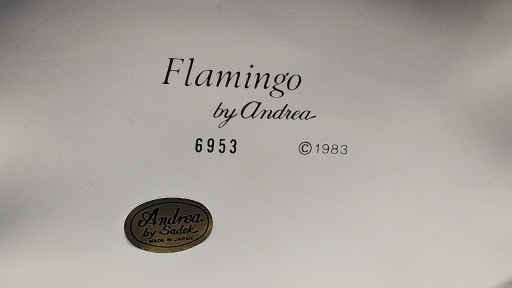 Flamingo
by Andrea
6953 ©1983
Andrea
by Sadek
MADE IN JAPAN